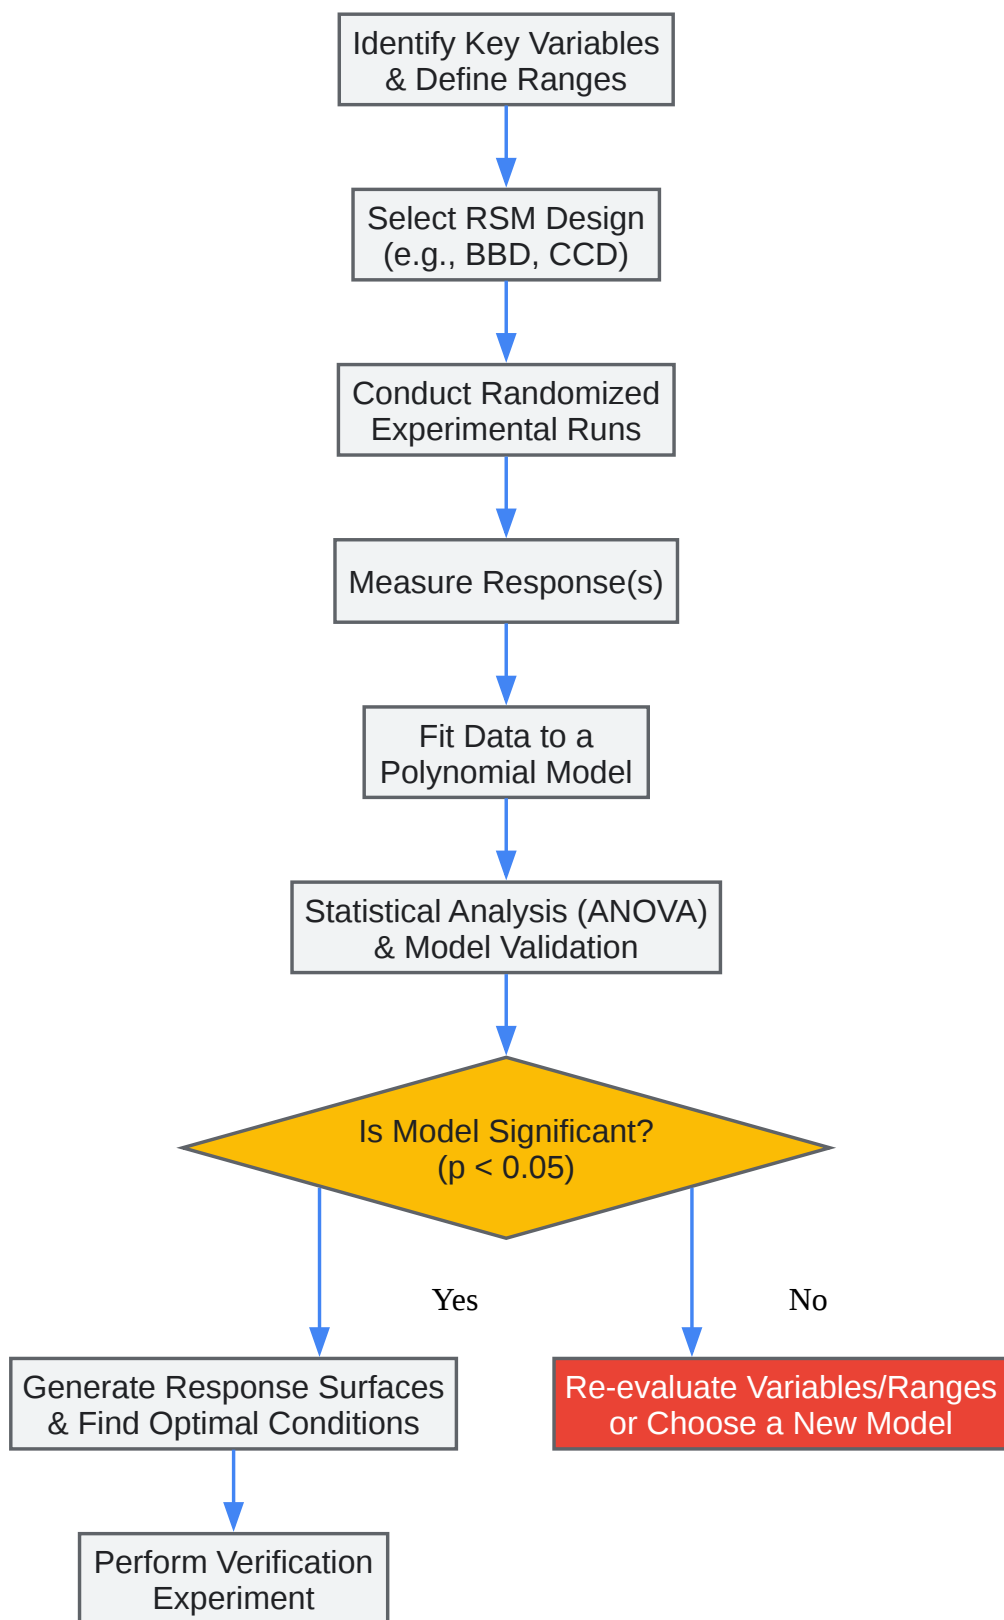 Identify Key Variables
& Define Ranges
Select RSM Design
(e.g., BBD, CCD)
Conduct Randomized
Experimental Runs
Measure Response(s)
Fit Data to a
Polynomial Model
Statistical Analysis (ANOVA)
& Model Validation
Is Model Significant?
(p < 0.05)
Yes
No
Generate Response Surfaces
& Find Optimal Conditions
Re-evaluate Variables/Ranges
or Choose a New Model
Perform Verification
Experiment